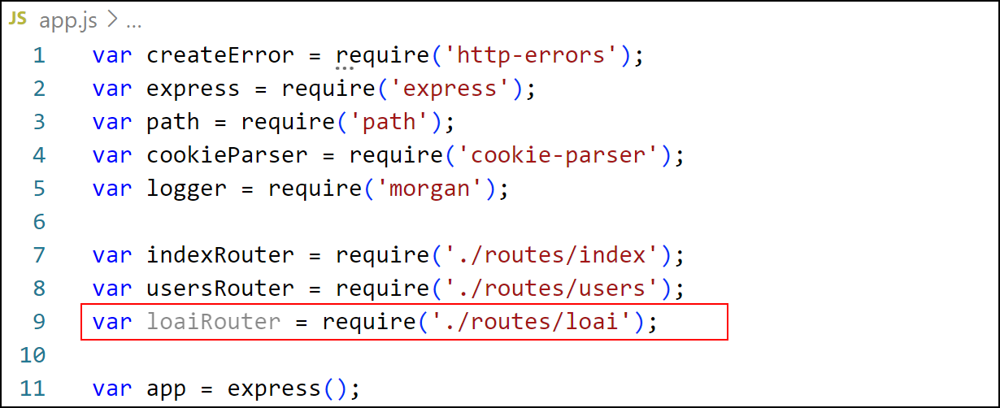 JS app.js > ...
1 var createError = require('http-errors');
2 var express = require('express');
3 var path = require('path');
4 var cookieParser = require('cookie-parser');
5 var logger = require('morgan');
6
7 var indexRouter = require('./routes/index');
8 var usersRouter = require('./routes/users');
9 var loaiRouter = require('./routes/loai');
10
11 var app = express();